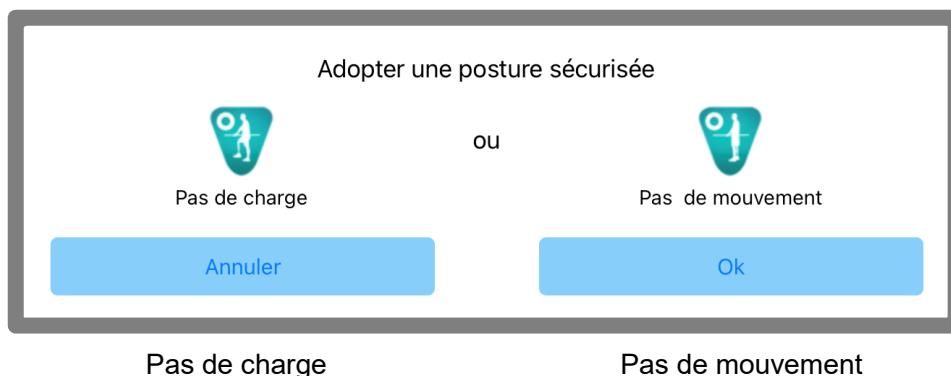 Adopter une posture sécurisée
ou
Pas de charge
Pas de mouvement
Annuler
Ok
Pas de charge
Pas de mouvement